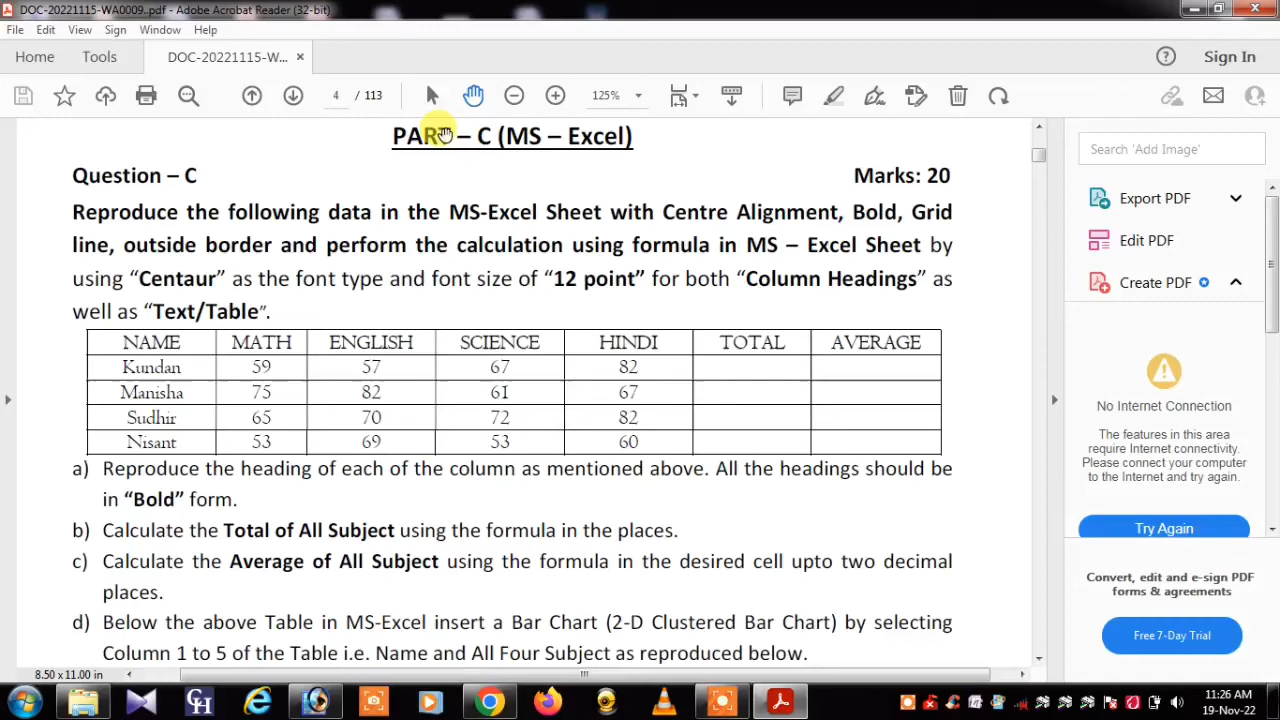 DOC-20221115-WA0009..pdf - Adobe Acrobat Reader (32-bit)
File Edit View Sign Window Help
Home Tools DOC-20221115-W... × Sign In
4 / 113 125%
PART – C (MS – Excel)
Question – C Marks: 20
Reproduce the following data in the MS-Excel Sheet with Centre Alignment, Bold, Grid
line, outside border and perform the calculation using formula in MS – Excel Sheet by
using “Centaur” as the font type and font size of “12 point” for both “Column Headings” as
well as “Text/Table”.
NAME MATH ENGLISH SCIENCE HINDI TOTAL AVERAGE
Kundan 59 57 67 82
Manisha 75 82 61 67
Sudhir 65 70 72 82
Nisant 53 69 53 60
a) Reproduce the heading of each of the column as mentioned above. All the headings should be
in “Bold” form.
b) Calculate the Total of All Subject using the formula in the places.
c) Calculate the Average of All Subject using the formula in the desired cell upto two decimal
places.
d) Below the above Table in MS-Excel insert a Bar Chart (2-D Clustered Bar Chart) by selecting
Column 1 to 5 of the Table i.e. Name and All Four Subject as reproduced below.
8.50 x 11.00 in
Search 'Add Image'
Export PDF
Edit PDF
Create PDF
No Internet Connection
The features in this area
require Internet connectivity.
Please connect your computer
to the Internet and try again.
Try Again
Convert, edit and e-sign PDF
forms & agreements
Free 7-Day Trial
11:26 AM
19-Nov-22